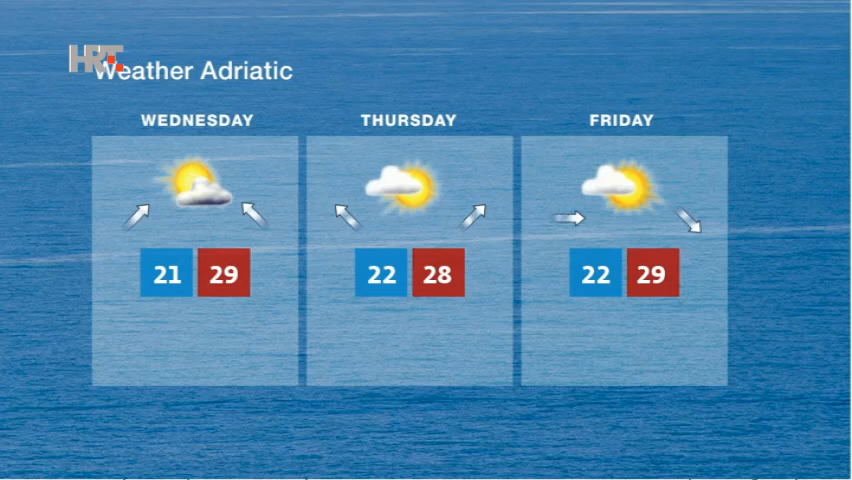 HRT
Weather Adriatic
WEDNESDAY THURSDAY FRIDAY
21 29 22 28 22 29